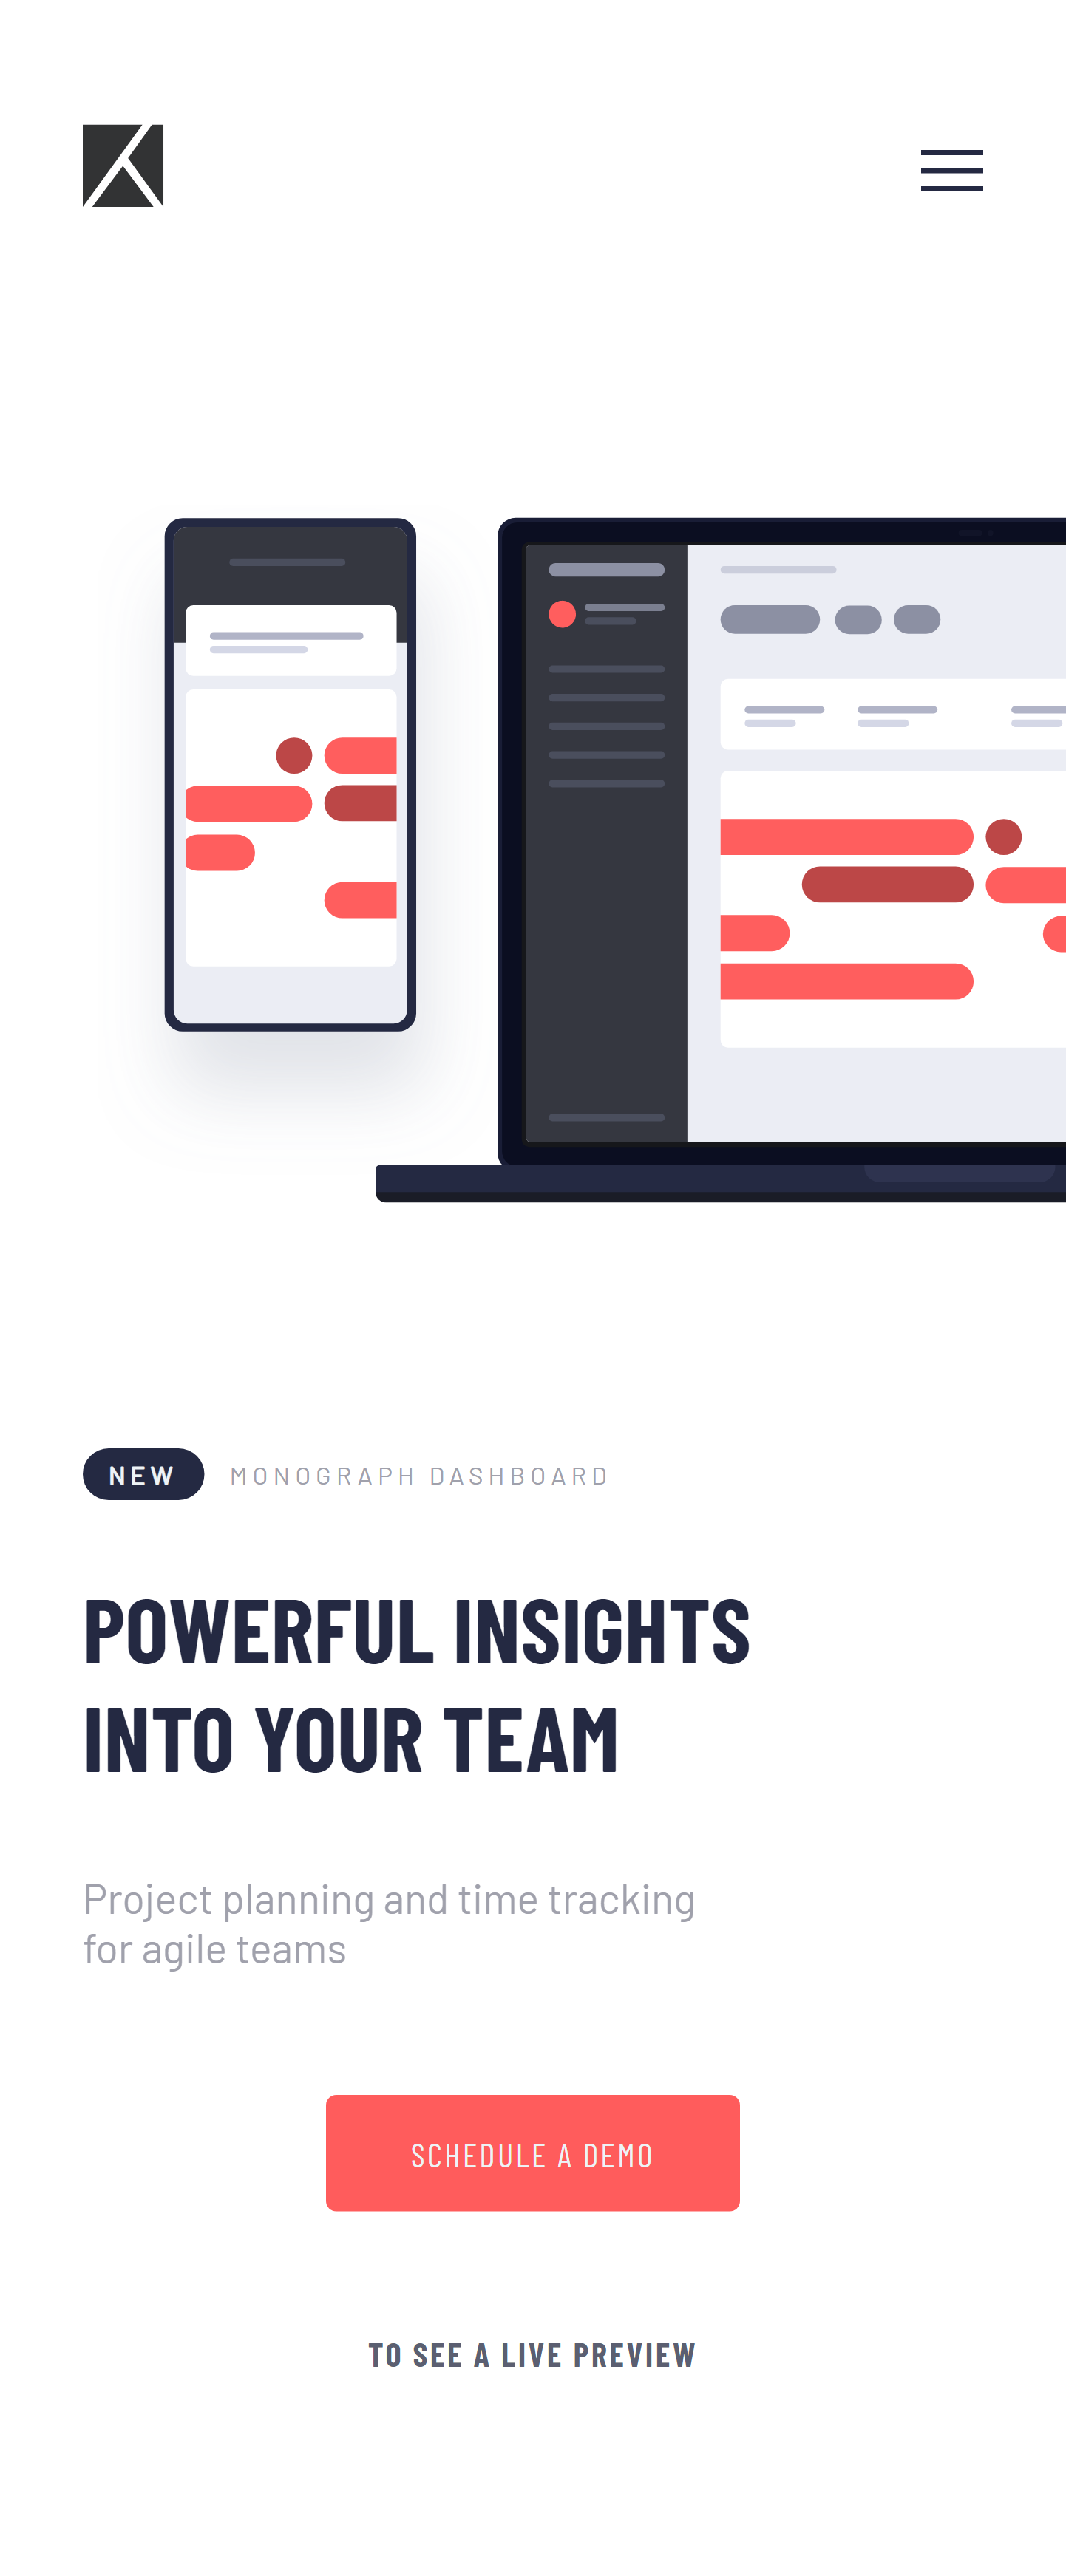 NEW MONOGRAPH DASHBOARD
POWERFUL INSIGHTS
INTO YOUR TEAM
Project planning and time tracking
for agile teams
SCHEDULE A DEMO
TO SEE A LIVE PREVIEW